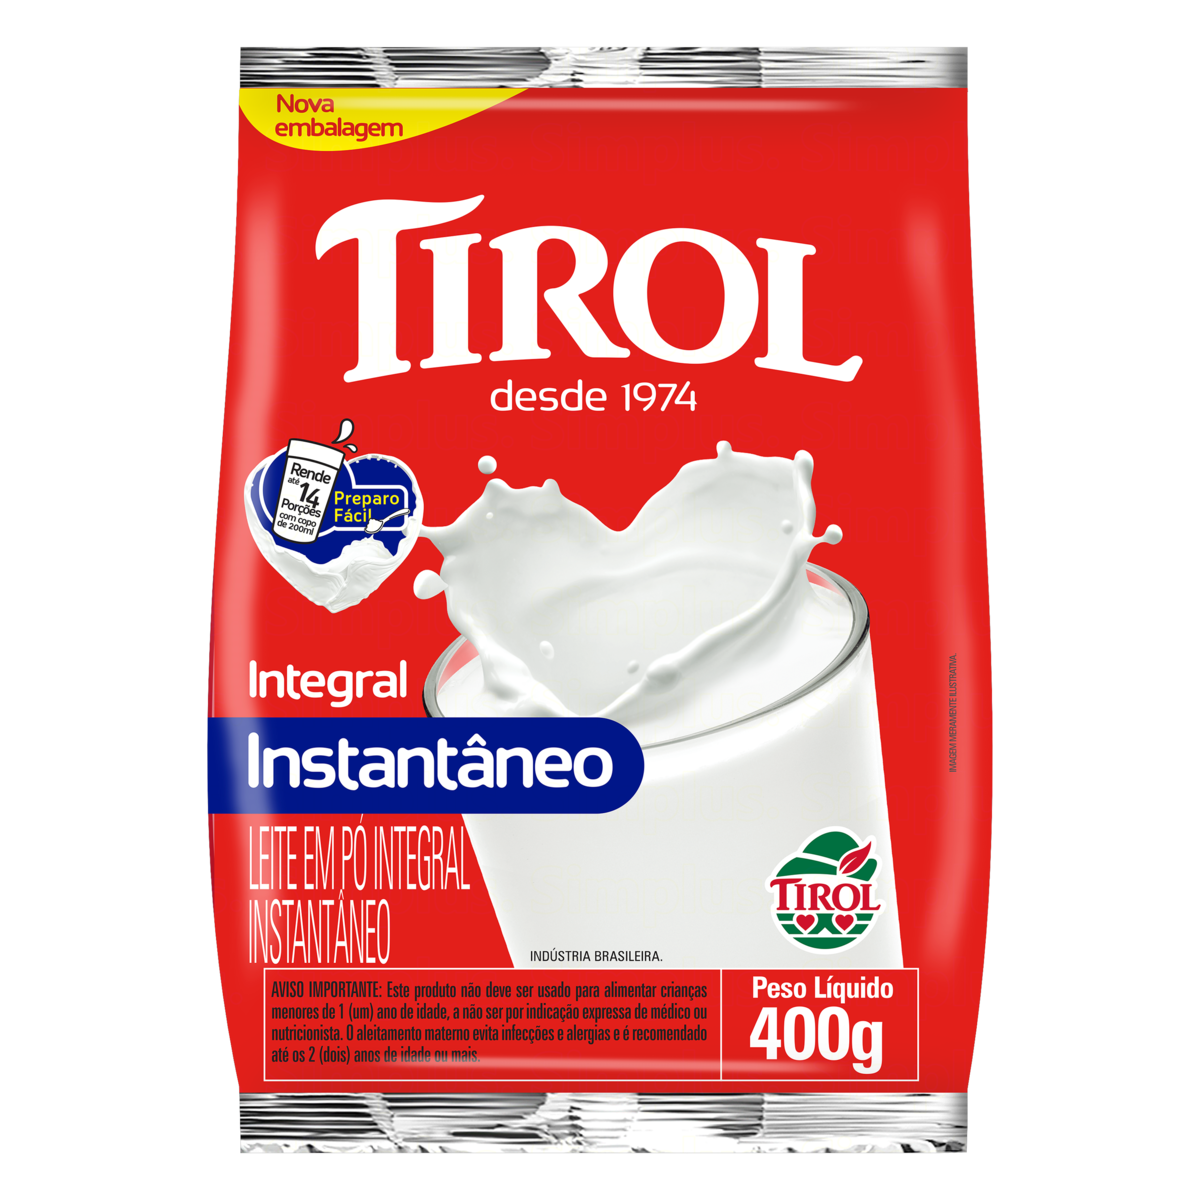 Nova
embalagem
TIROL
desde 1974
Rende
até
14
Porções
com copo
de 200ml
Preparo
Fácil
Integral
Instantâneo
LEITE EM PÓ INTEGRAL
INSTANTÂNEO
IMAGEM MERAMENTE ILUSTRATIVA.
TIROL
INDÚSTRIA BRASILEIRA.
AVISO IMPORTANTE: Este produto não deve ser usado para alimentar crianças
menores de 1 (um) ano de idade, a não ser por indicação expressa de médico ou
nutricionista. O aleitamento materno evita infecções e alergias e é recomendado
até os 2 (dois) anos de idade ou mais.
Peso Líquido
400g